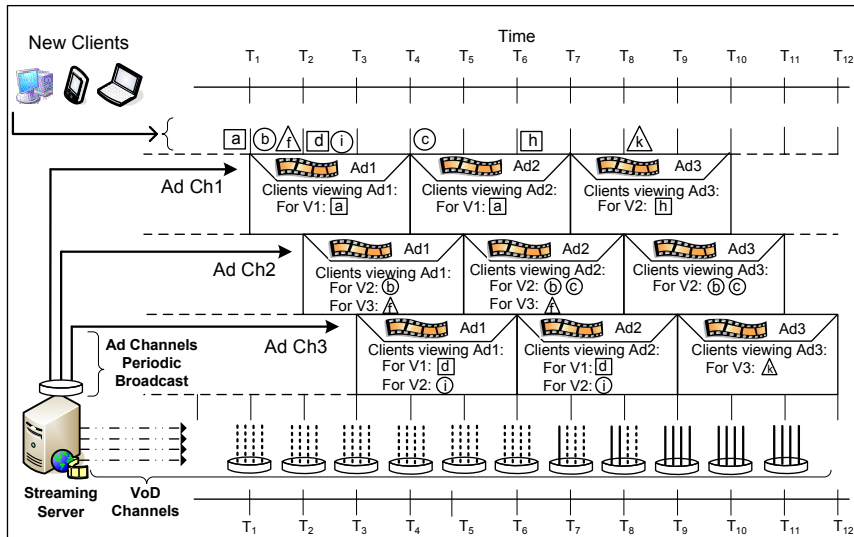 New Clients
Time
T1 T2 T3 T4 T5 T6 T7 T8 T9 T10 T11 T12
a b f d i c h k
Ad Ch1
Ad1
Clients viewing Ad1:
For V1: a
Ad2
Clients viewing Ad2:
For V1: a
Ad3
Clients viewing Ad3:
For V2: h
Ad Ch2
Ad1
Clients viewing Ad1:
For V2: b
For V3: f
Ad2
Clients viewing Ad2:
For V2: b c
For V3: f
Ad3
Clients viewing Ad3:
For V2: b c
Ad Ch3
Ad1
Clients viewing Ad1:
For V1: d
For V2: i
Ad2
Clients viewing Ad2:
For V1: d
For V2: i
Ad3
Clients viewing Ad3:
For V3: k
Ad Channels
Periodic
Broadcast
Streaming
Server
VoD
Channels
T1 T2 T3 T4 T5 T6 T7 T8 T9 T10 T11 T12